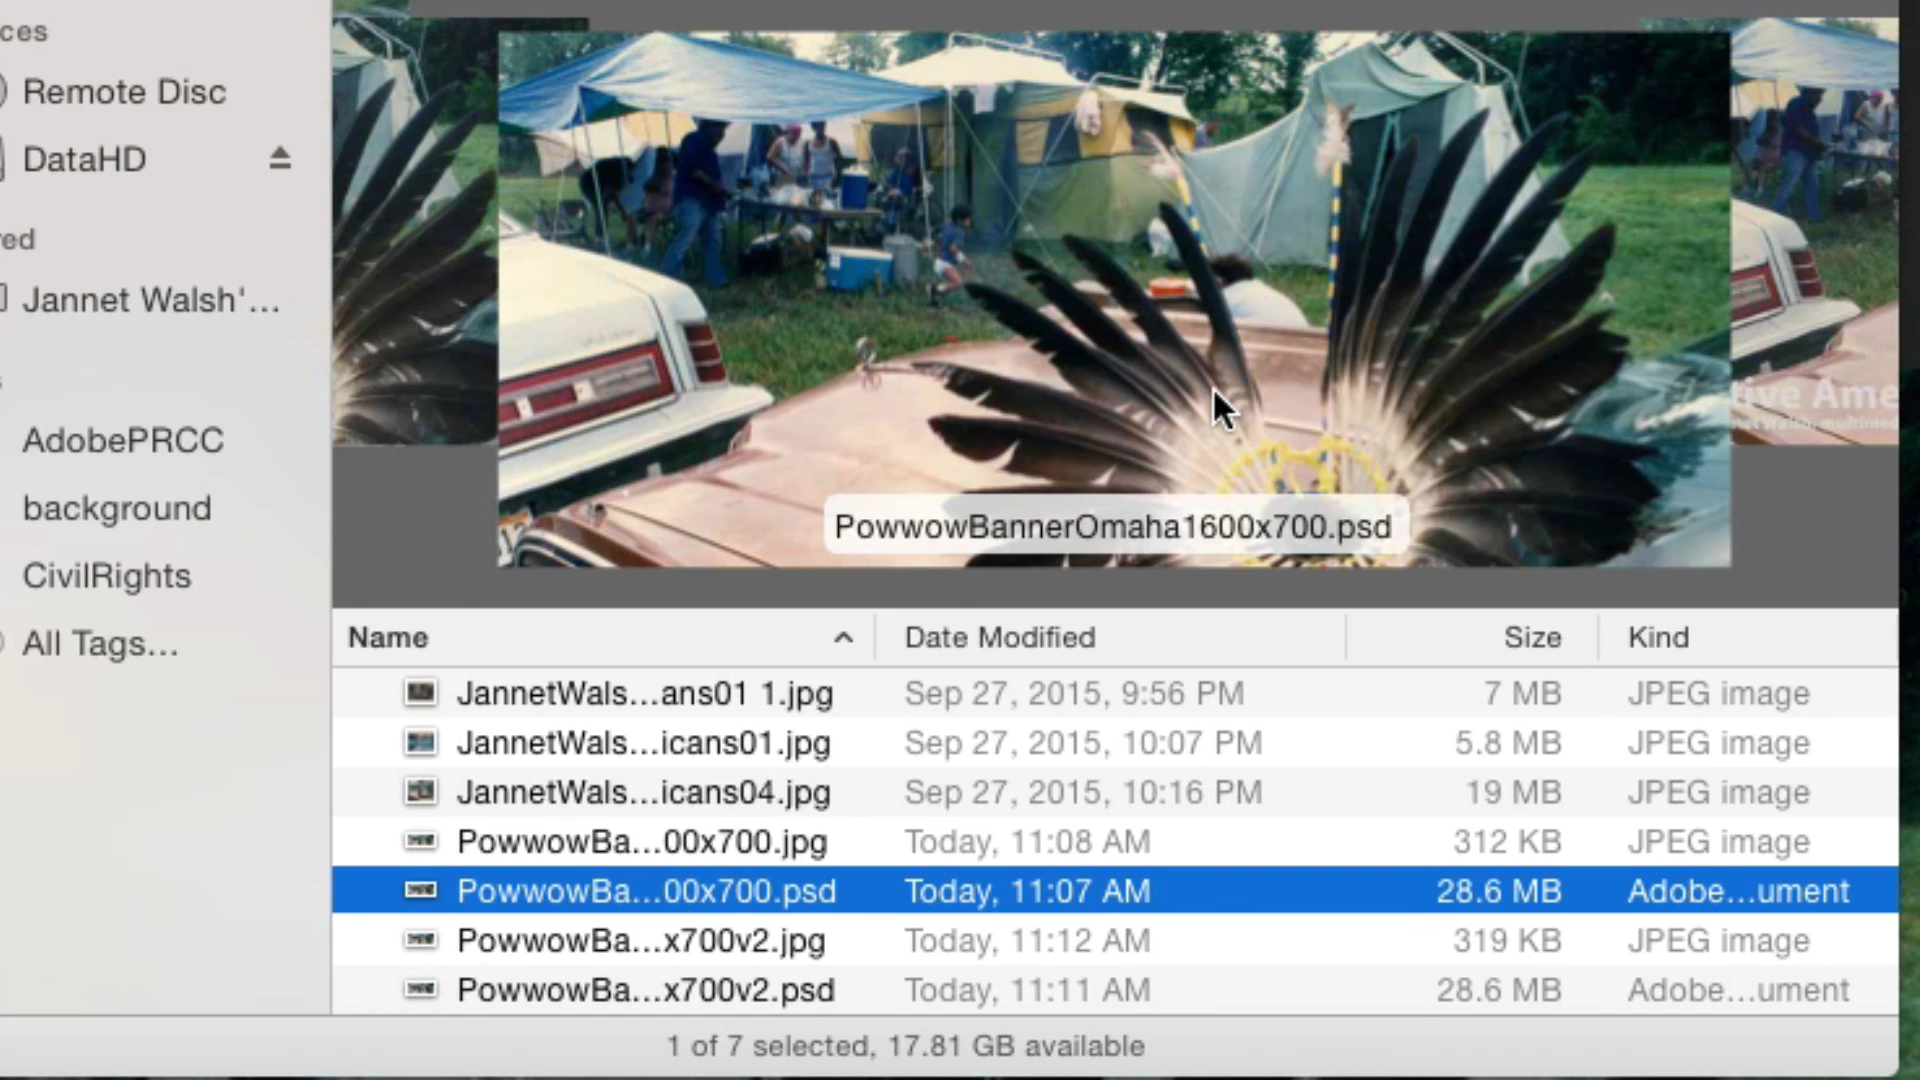 ces
Remote Disc
DataHD
red
Jannet Walsh'...
AdobePRCC
background
CivilRights
All Tags...
tive Ame
PowwowBannerOmaha1600x700.psd
Name Date Modified Size Kind
JannetWals...ans01 1.jpg Sep 27, 2015, 9:56 PM 7 MB JPEG image
JannetWals...icans01.jpg Sep 27, 2015, 10:07 PM 5.8 MB JPEG image
JannetWals...icans04.jpg Sep 27, 2015, 10:16 PM 19 MB JPEG image
PowwowBa...00x700.jpg Today, 11:08 AM 312 KB JPEG image
PowwowBa...00x700.psd Today, 11:07 AM 28.6 MB Adobe...ument
PowwowBa...x700v2.jpg Today, 11:12 AM 319 KB JPEG image
PowwowBa...x700v2.psd Today, 11:11 AM 28.6 MB Adobe...ument
1 of 7 selected, 17.81 GB available